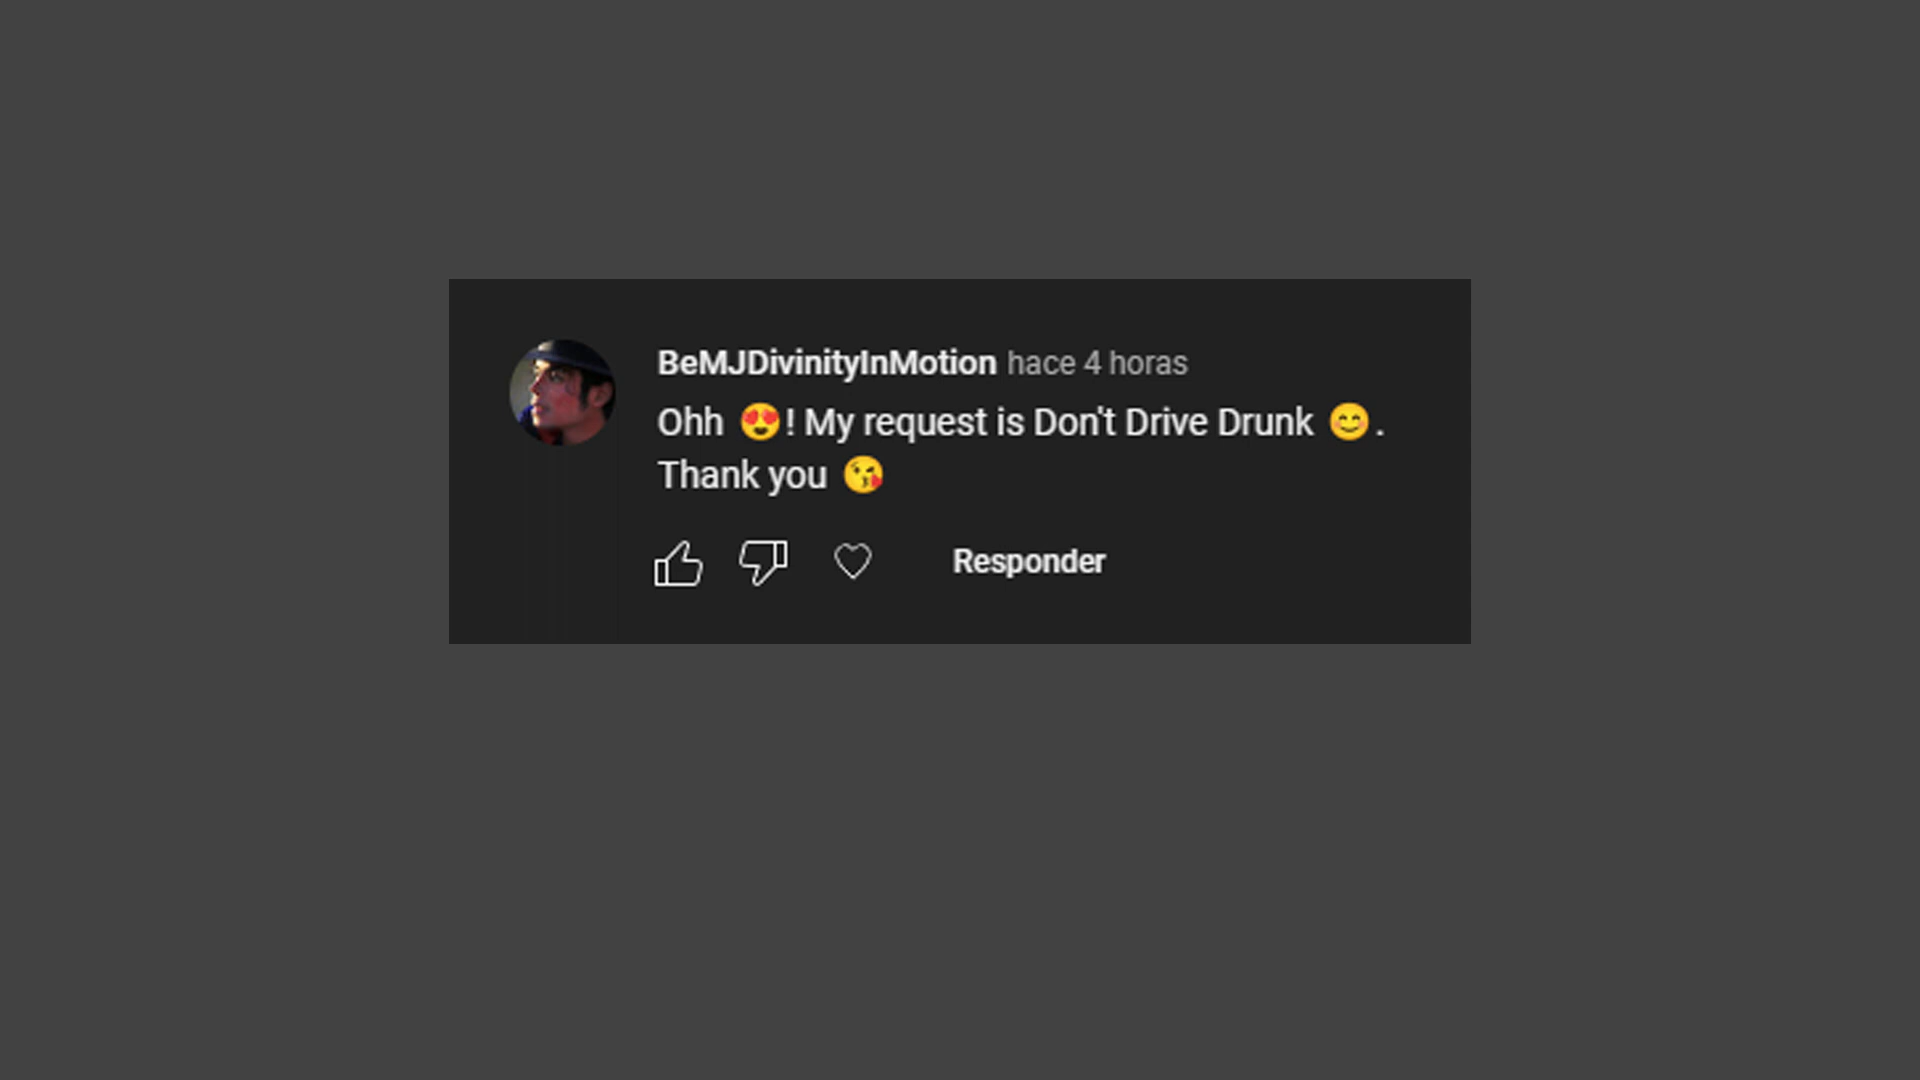 BeMJDivinityInMotion hace 4 horas
Ohh 😍! My request is Don't Drive Drunk 😊.
Thank you 😘
Responder